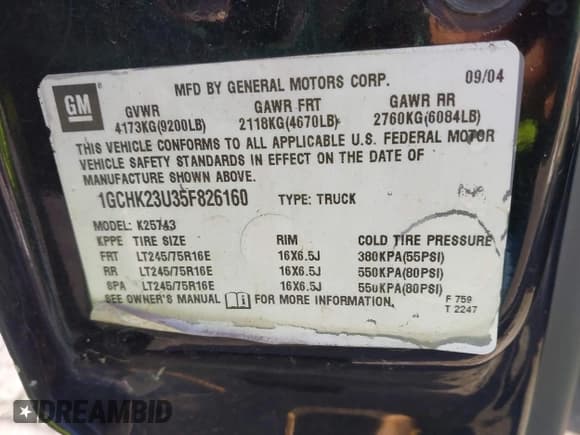 GM
MFD BY GENERAL MOTORS CORP. 09/04
GVWR GAWR FRT GAWR RR
4173KG(9200LB) 2118KG(4670LB) 2760KG(6084LB)
THIS VEHICLE CONFORMS TO ALL APPLICABLE U.S. FEDERAL MOTOR
VEHICLE SAFETY STANDARDS IN EFFECT ON THE DATE OF
MANUFACTURE SHOWN ABOVE.
1GCHK23U35F826160 TYPE: TRUCK
MODEL: K25743
KPPE TIRE SIZE RIM COLD TIRE PRESSURE
FRT LT245/75R16E 16X6.5J 380KPA(55PSI)
RR LT245/75R16E 16X6.5J 550KPA(80PSI)
SPA LT245/75R16E 16X6.5J 550KPA(80PSI)
SEE OWNER'S MANUAL FOR MORE INFORMATION. F 759
T 2247
DREAMBID